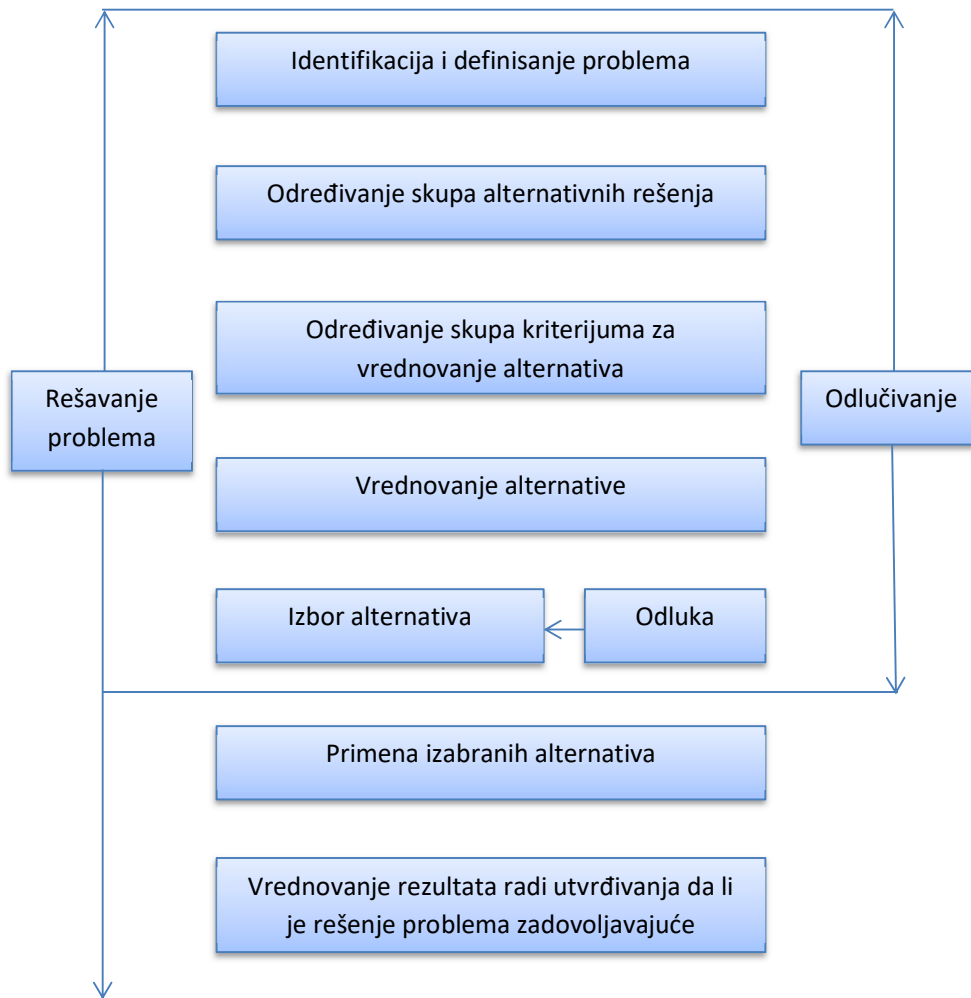 Identifikacija i definisanje problema
Određivanje skupa alternativnih rešenja
Određivanje skupa kriterijuma za
vrednovanje alternativa
Rešavanje
problema
Odlučivanje
Vrednovanje alternative
Izbor alternativa
Odluka
Primena izabranih alternativa
Vrednovanje rezultata radi utvrđivanja da li
je rešenje problema zadovoljavajuće